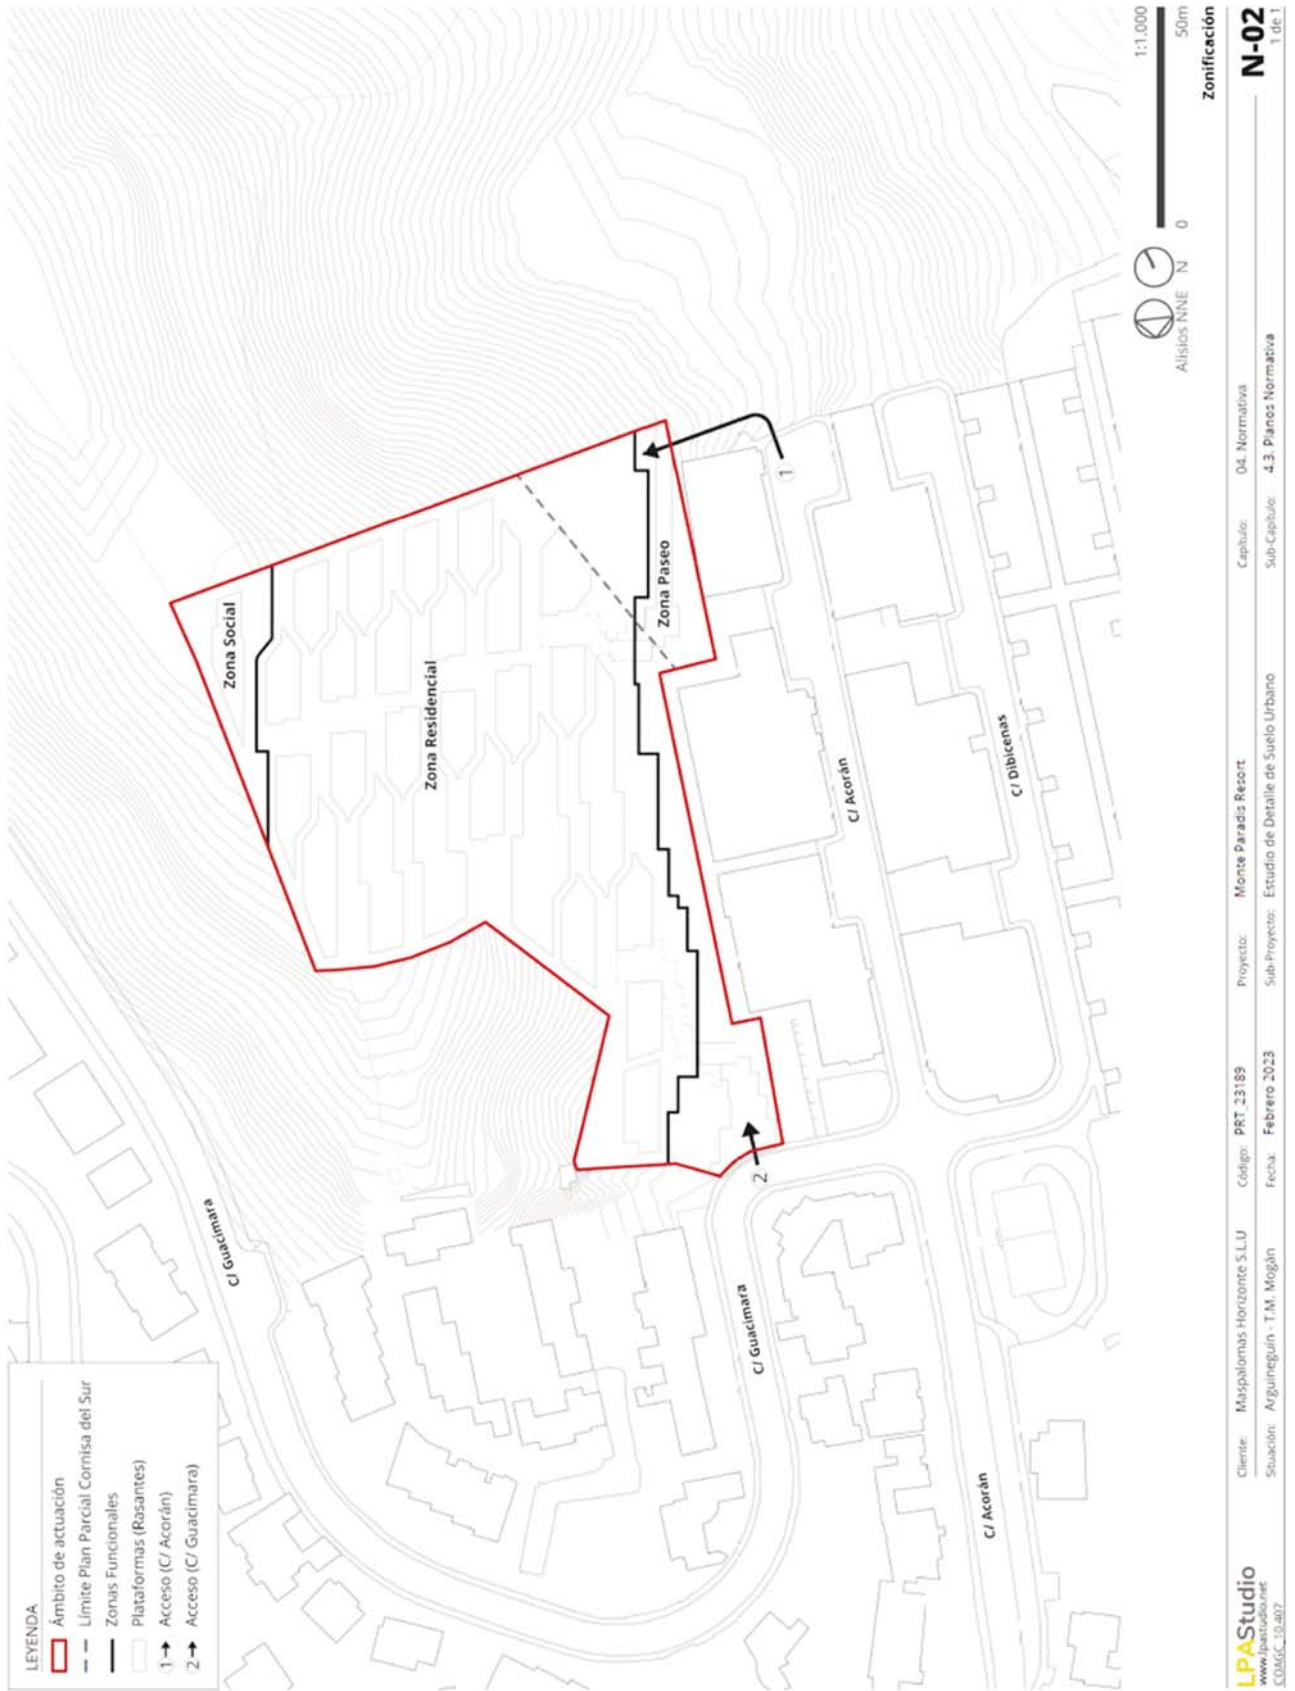 LEYENDA
Ámbito de actuación
Límite Plan Parcial Cornisa del Sur
Zonas Funcionales
Plataformas (Rasantes)
1 Acceso (C/ Acorán)
2 Acceso (C/ Guacimara)
C/ Guacimara
Zona Social
Zona Residencial
Zona Paseo
1
2
C/ Guacimara
C/ Acorán
C/ Dibicenas
C/ Acorán
1:1.000
Alisios NNE N 0 50m
Zonificación
LPAStudio
www.lpastudio.net
COAGC_10.407
Cliente: Maspalomas Horizonte S.L.U
Situación: Arguineguín - T.M. Mogán
Código: PRT_23189
Fecha: Febrero 2023
Proyecto: Monte Paradis Resort
Sub-Proyecto: Estudio de Detalle de Suelo Urbano
Capítulo: 04. Normativa
Sub-Capítulo: 4.3. Planos Normativa
N-02
1 de 1